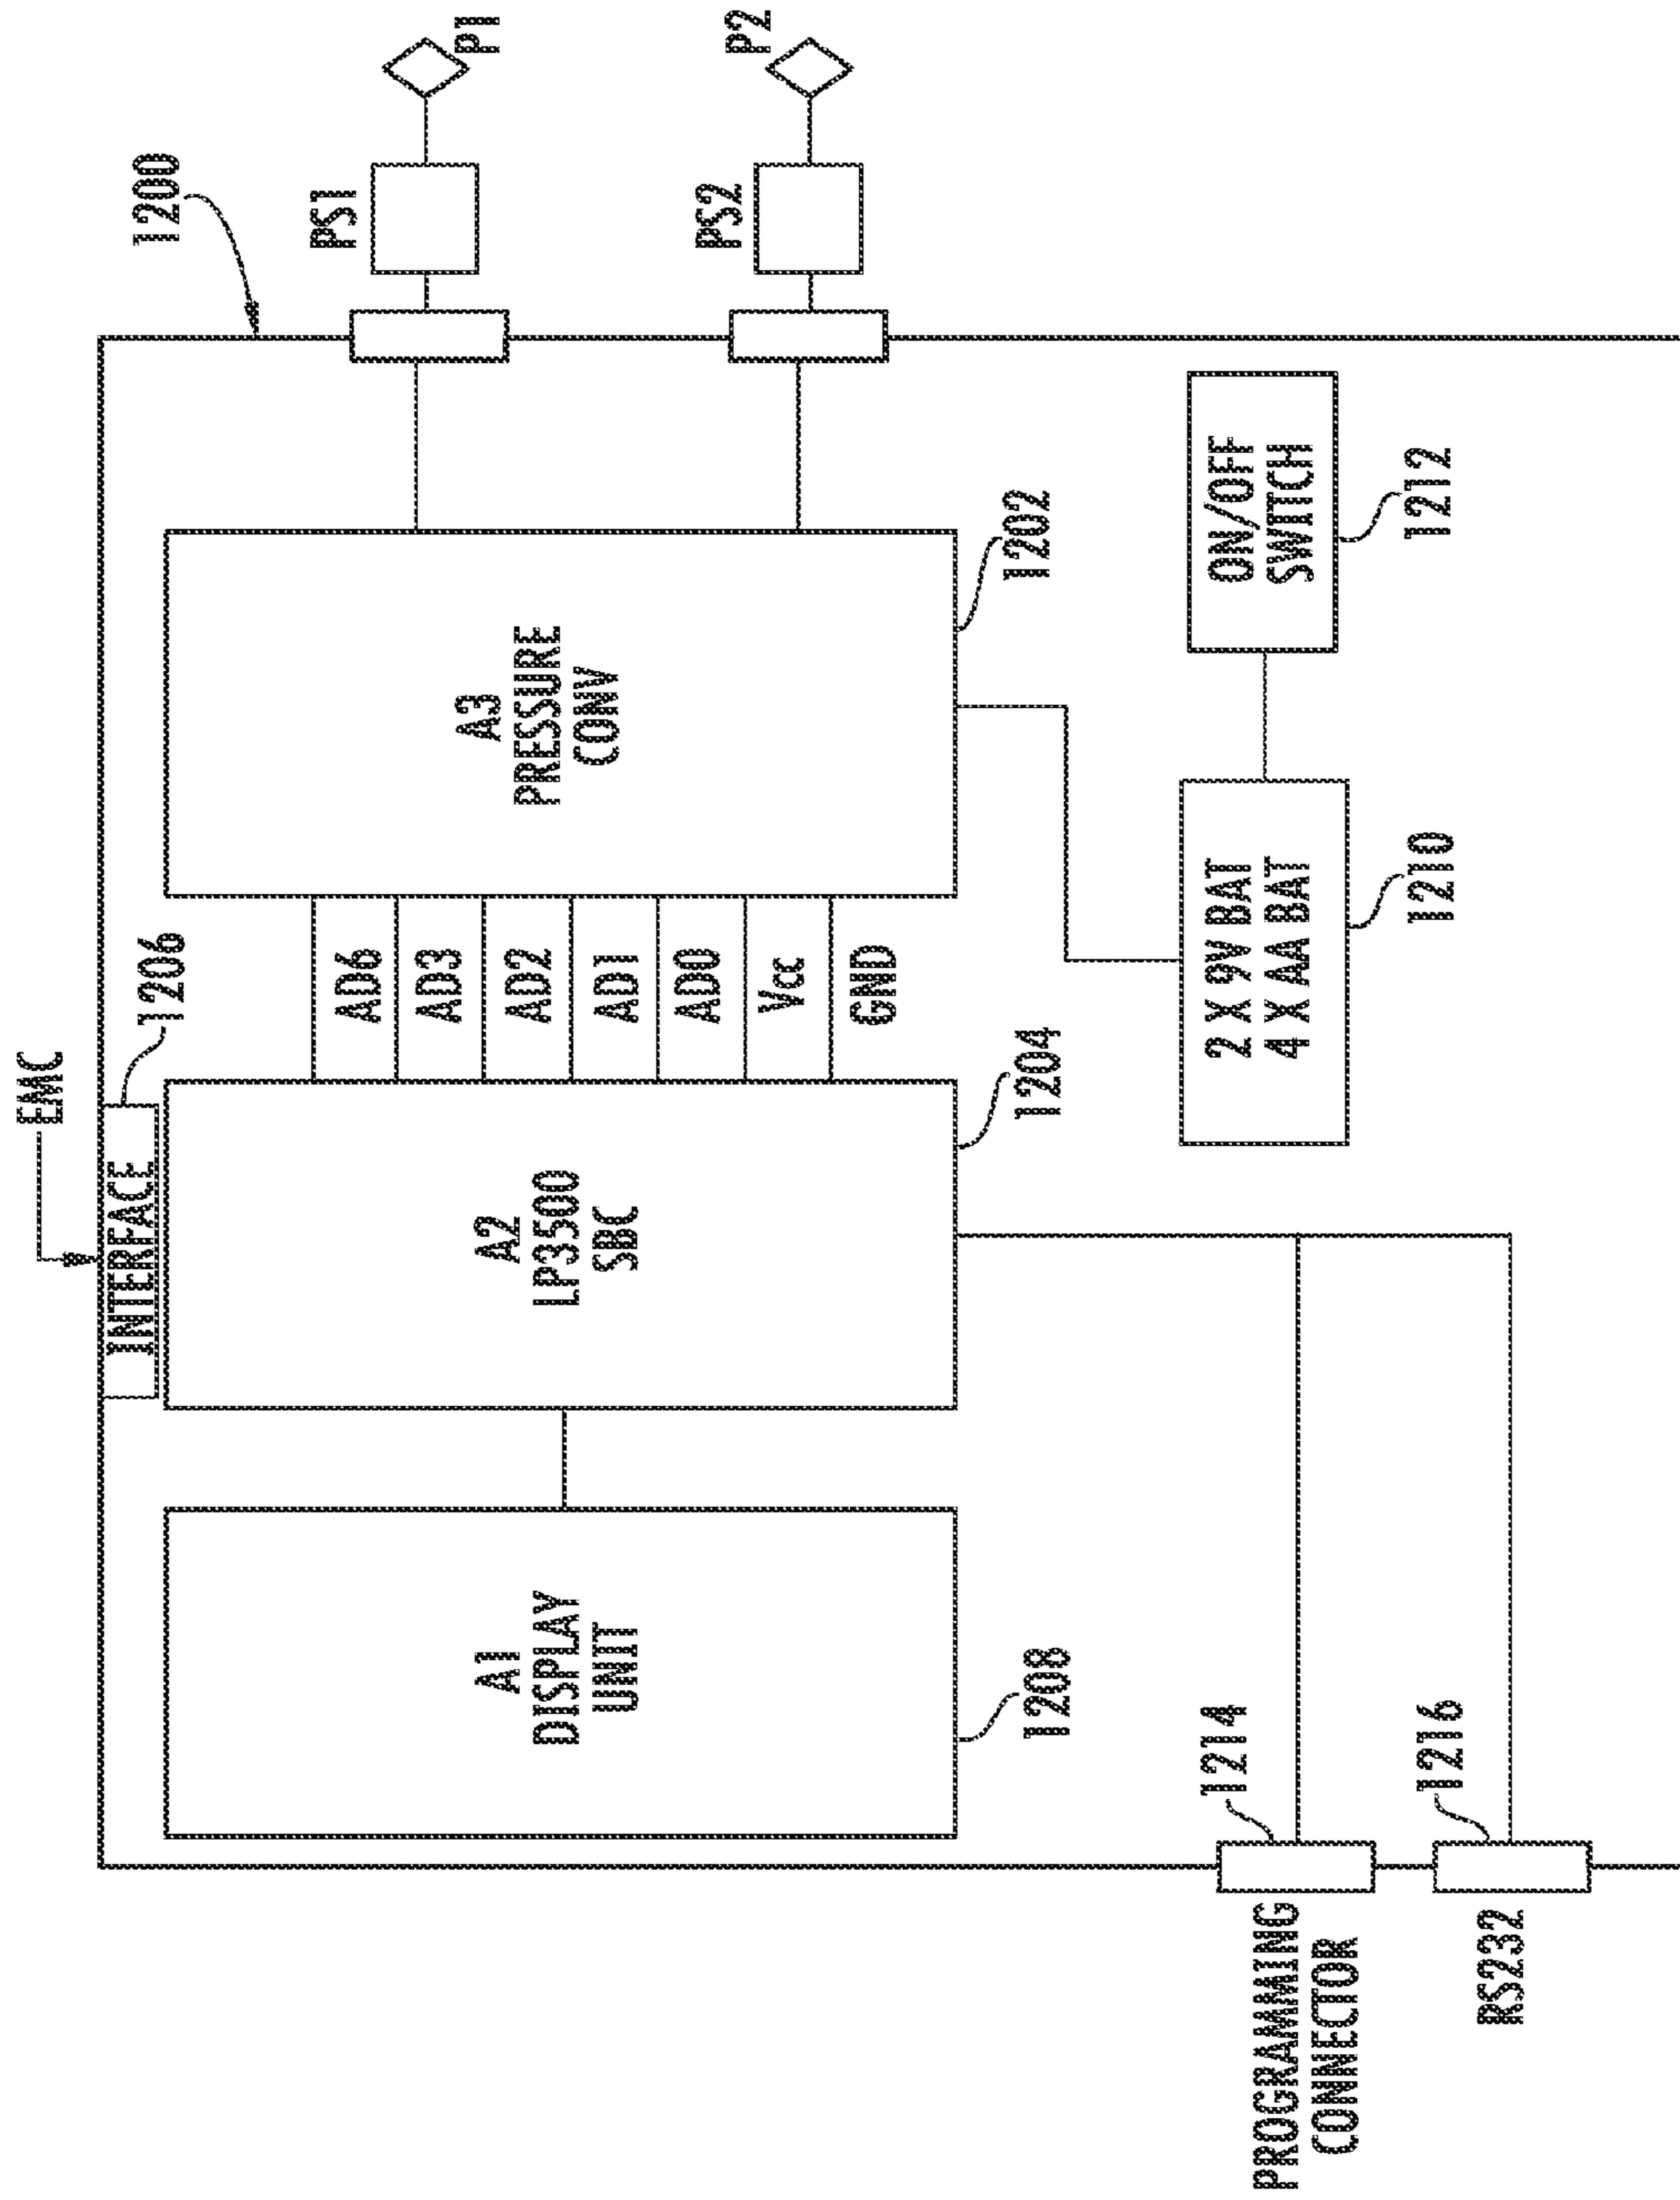 EMC
INTERFACE
1206
1200
A1
DISPLAY
UNIT
1208
A2
LP3500
SBC
1204
AD6
AD3
AD2
AD1
AD0
Vcc
GND
A3
PRESSURE
CONV
1202
PS1
P1
PS2
P2
2 X 9V BAT
4 X AA BAT
1210
ON/OFF
SWITCH
1212
1214
PROGRAMMING
CONNECTOR
1216
RS232